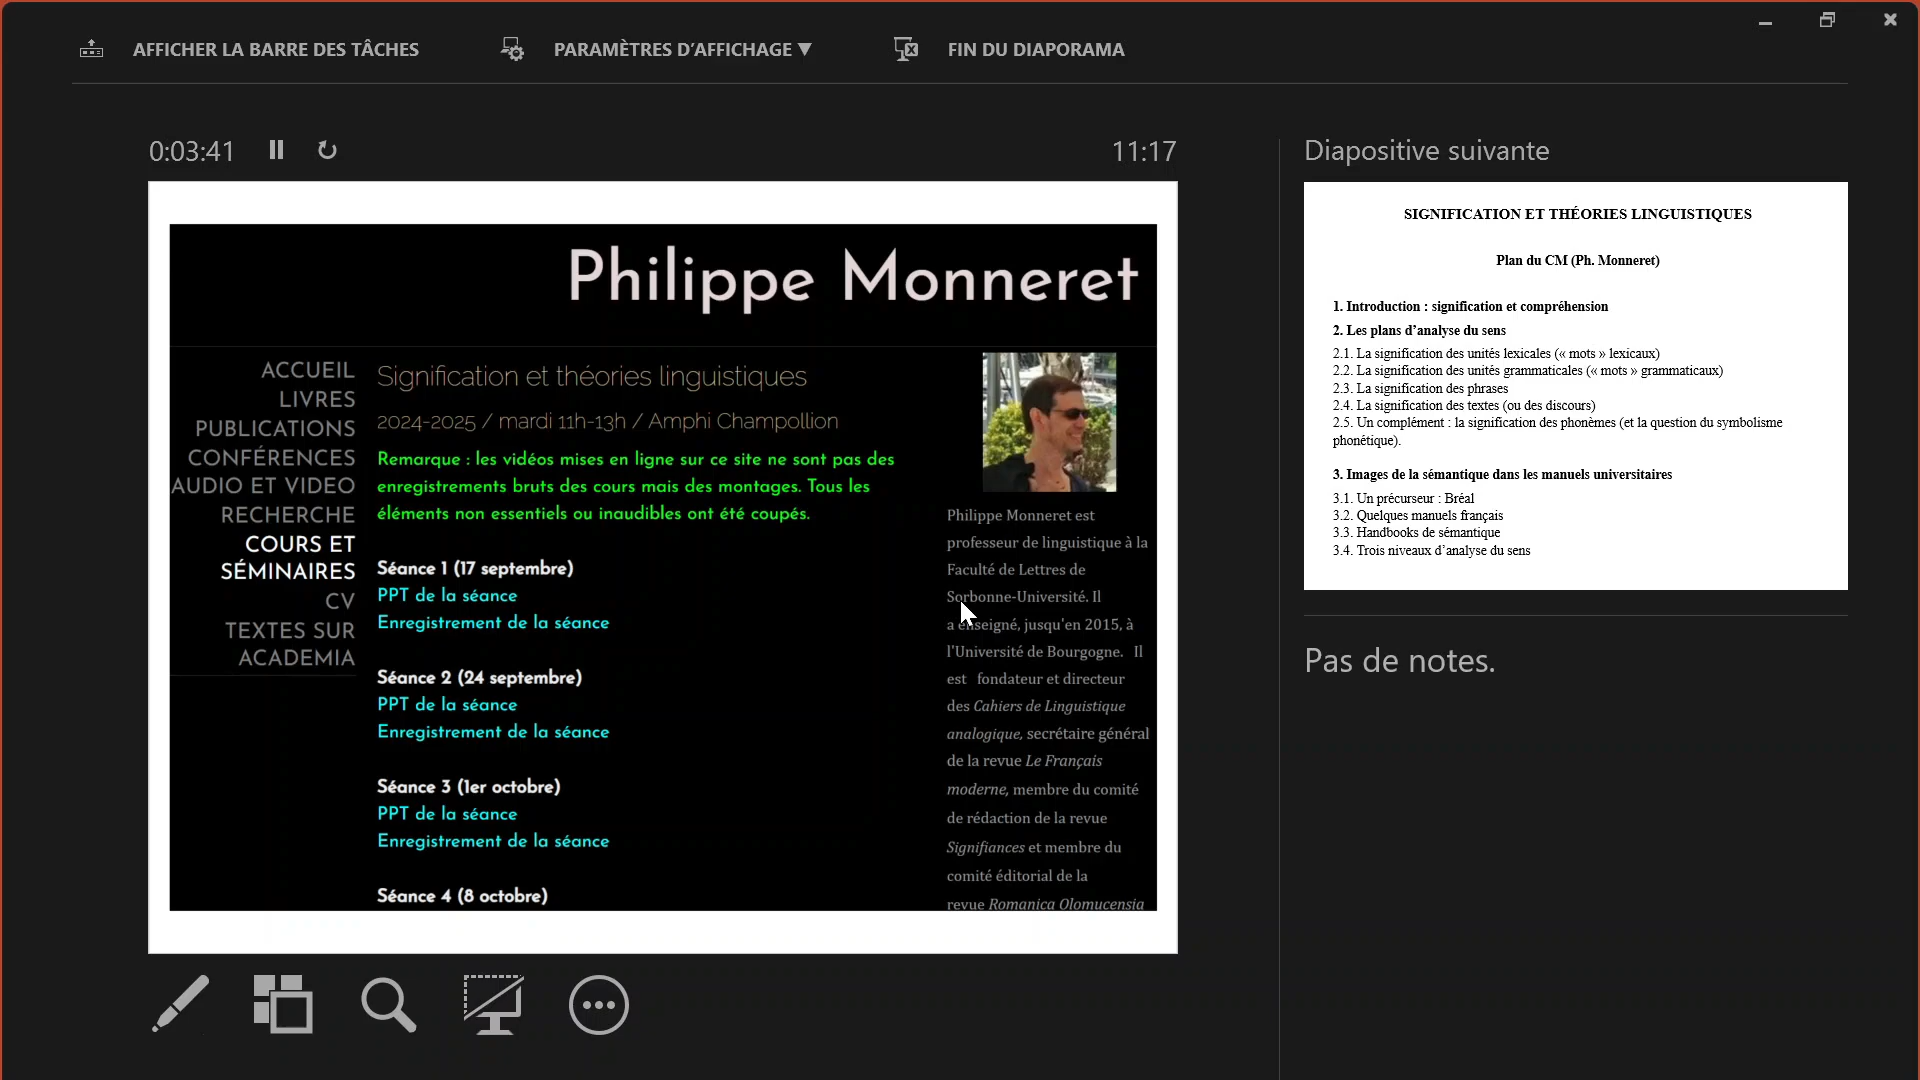 AFFICHER LA BARRE DES TÂCHES
PARAMÈTRES D'AFFICHAGE ▼
FIN DU DIAPORAMA
0:03:41
11:17
Philippe Monneret
ACCUEIL
LIVRES
PUBLICATIONS
CONFÉRENCES
AUDIO ET VIDEO
RECHERCHE
COURS ET
SÉMINAIRES
CV
TEXTES SUR
ACADEMIA
Signification et théories linguistiques
2024-2025 / mardi 11h-13h / Amphi Champollion
Remarque : les vidéos mises en ligne sur ce site ne sont pas des
enregistrements bruts des cours mais des montages. Tous les
éléments non essentiels ou inaudibles ont été coupés.
Séance 1 (17 septembre)
PPT de la séance
Enregistrement de la séance
Séance 2 (24 septembre)
PPT de la séance
Enregistrement de la séance
Séance 3 (1er octobre)
PPT de la séance
Enregistrement de la séance
Séance 4 (8 octobre)
Philippe Monneret est
professeur de linguistique à la
Faculté de Lettres de
Sorbonne-Université. Il
a enseigné, jusqu'en 2015, à
l'Université de Bourgogne. Il
est fondateur et directeur
des Cahiers de Linguistique
analogique, secrétaire général
de la revue Le Français
moderne, membre du comité
de rédaction de la revue
Signifiances et membre du
comité éditorial de la
revue Romanica Olomucensia
Diapositive suivante
SIGNIFICATION ET THÉORIES LINGUISTIQUES
Plan du CM (Ph. Monneret)
1. Introduction : signification et compréhension
2. Les plans d'analyse du sens
2.1. La signification des unités lexicales (« mots » lexicaux)
2.2. La signification des unités grammaticales (« mots » grammaticaux)
2.3. La signification des phrases
2.4. La signification des textes (ou des discours)
2.5. Un complément : la signification des phonèmes (et la question du symbolisme
phonétique).
3. Images de la sémantique dans les manuels universitaires
3.1. Un précurseur : Bréal
3.2. Quelques manuels français
3.3. Handbooks de sémantique
3.4. Trois niveaux d'analyse du sens
Pas de notes.